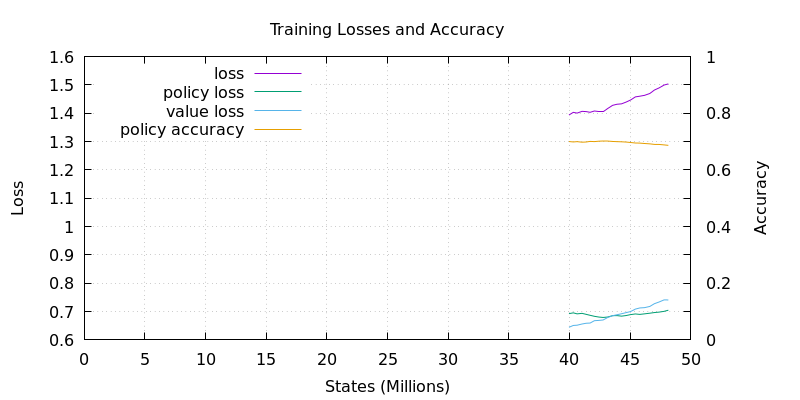 Training Losses and Accuracy
loss
policy loss
value loss
policy accuracy
Loss
1.6
1.5
1.4
1.3
1.2
1.1
1
0.9
0.8
0.7
0.6
1
0.8
0.6
0.4
0.2
0
Accuracy
0 5 10 15 20 25 30 35 40 45 50
States (Millions)